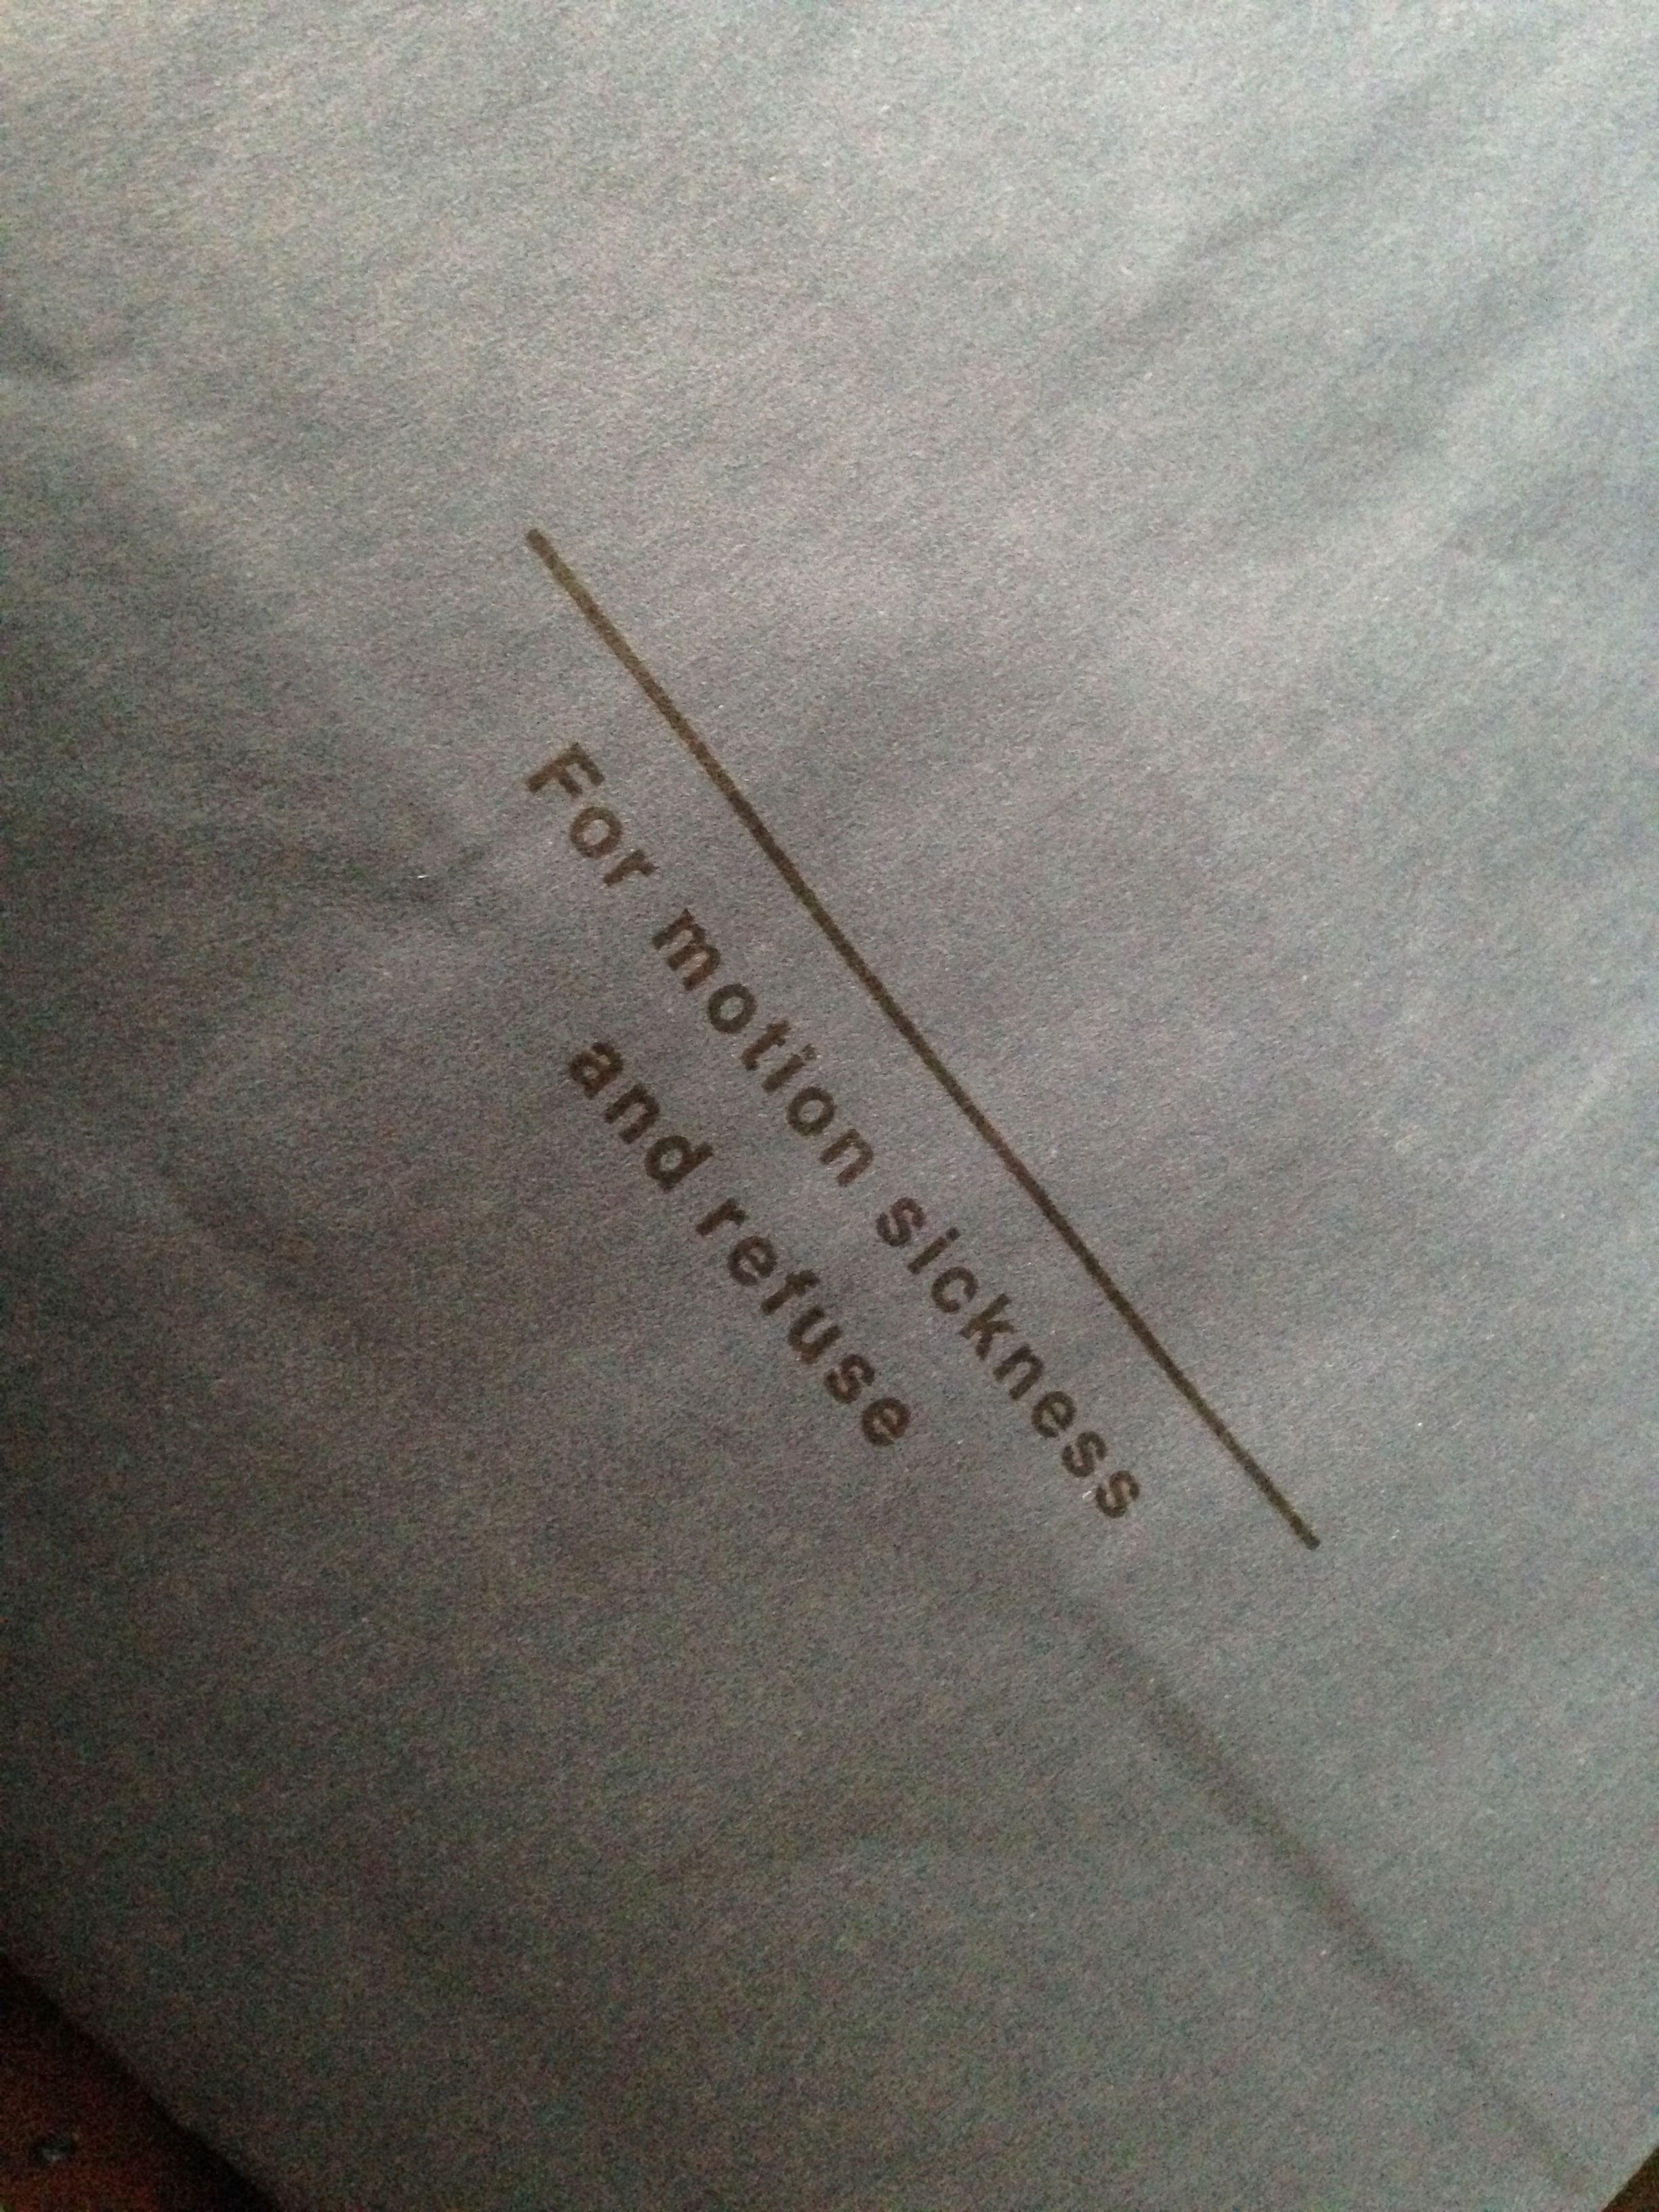 For motion sickness
and refuse